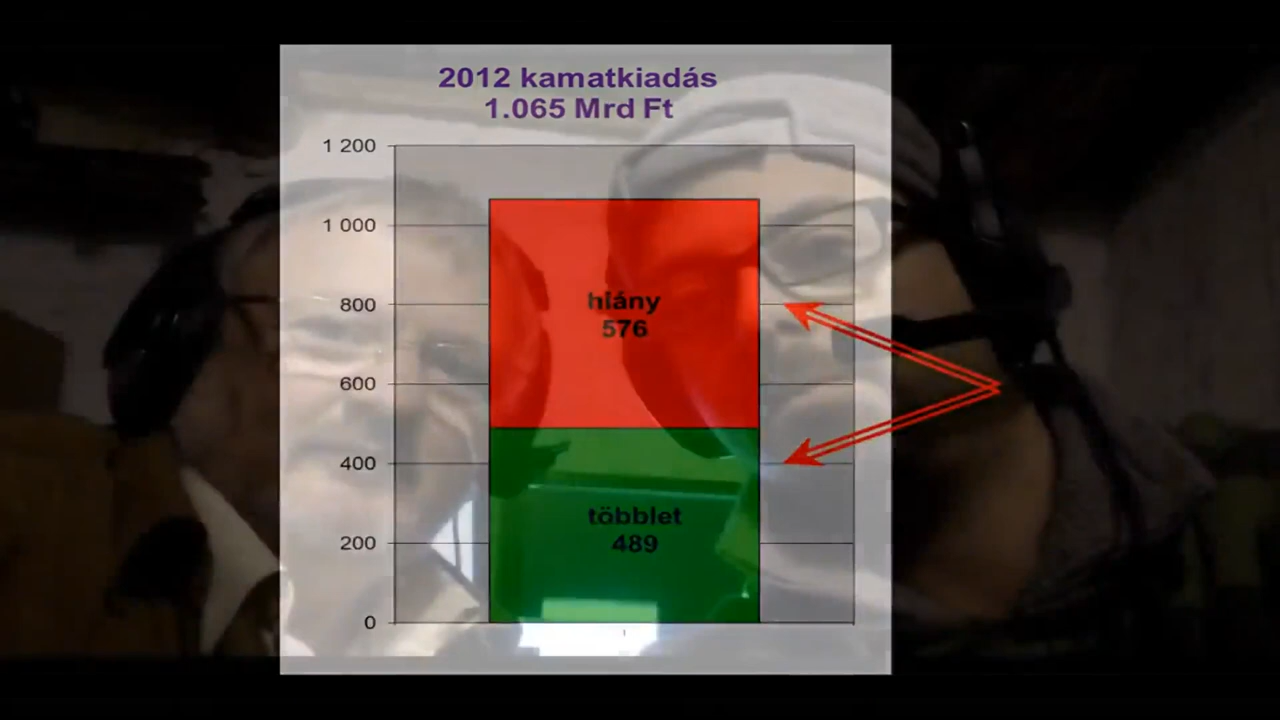 2012 kamatkiadás
1.065 Mrd Ft
1 200
1 000
800
600
400
200
0
hiány
576
többlet
489